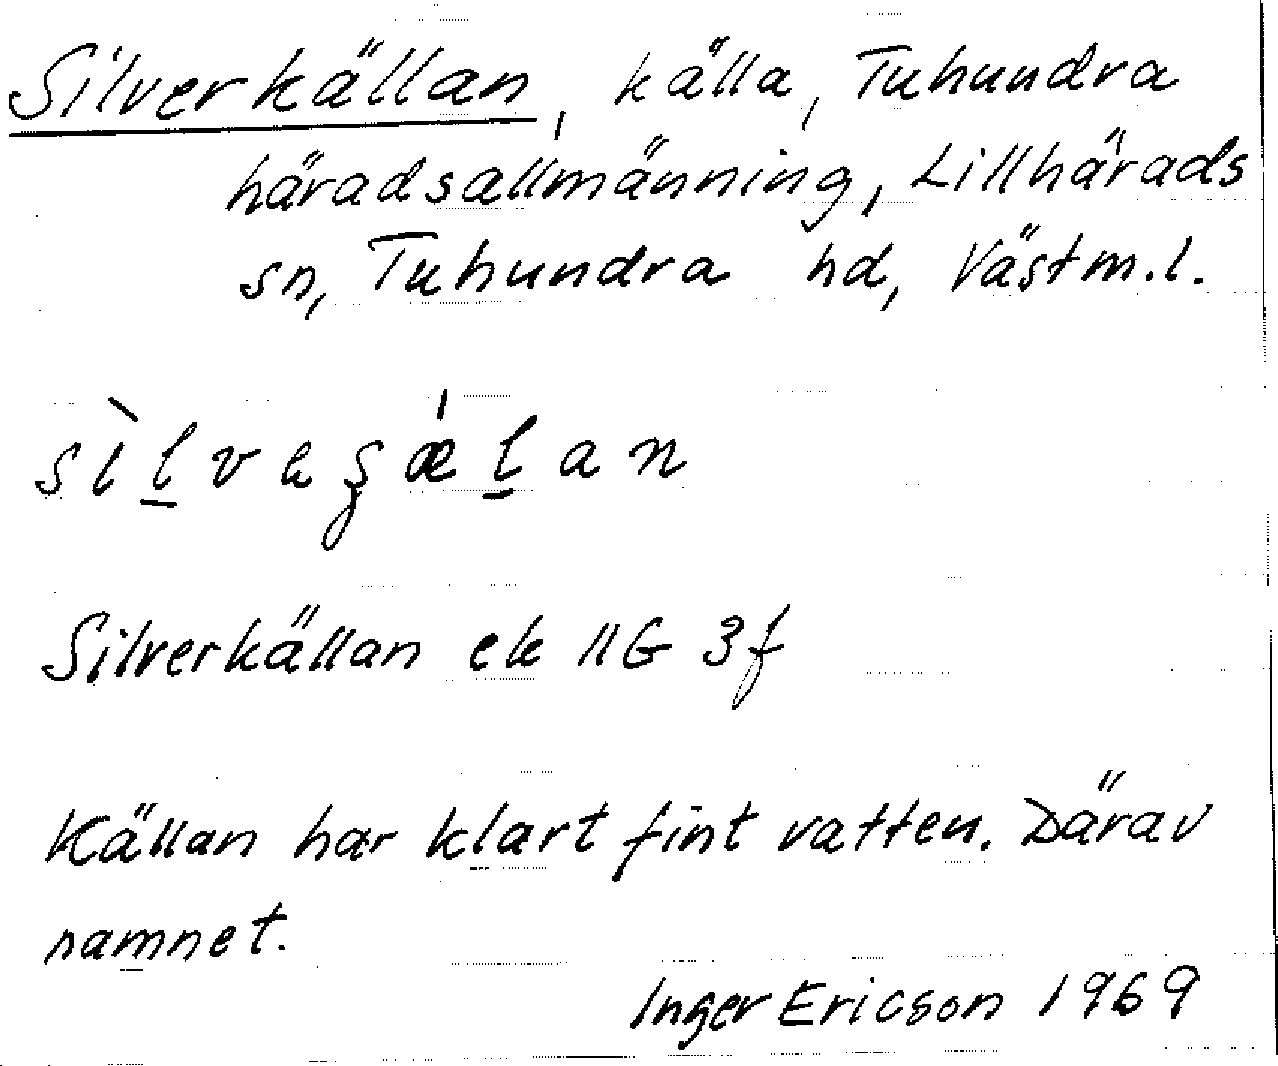 Silverkällan, källa, Tuhundra
häradsallmänning, Lillhärads
sn, Tuhundra hd, Västm.l.
Silverkällan ek 11G 3f
Källan har klart fint vatten. Därav
namnet.
Inger Ericson 1969